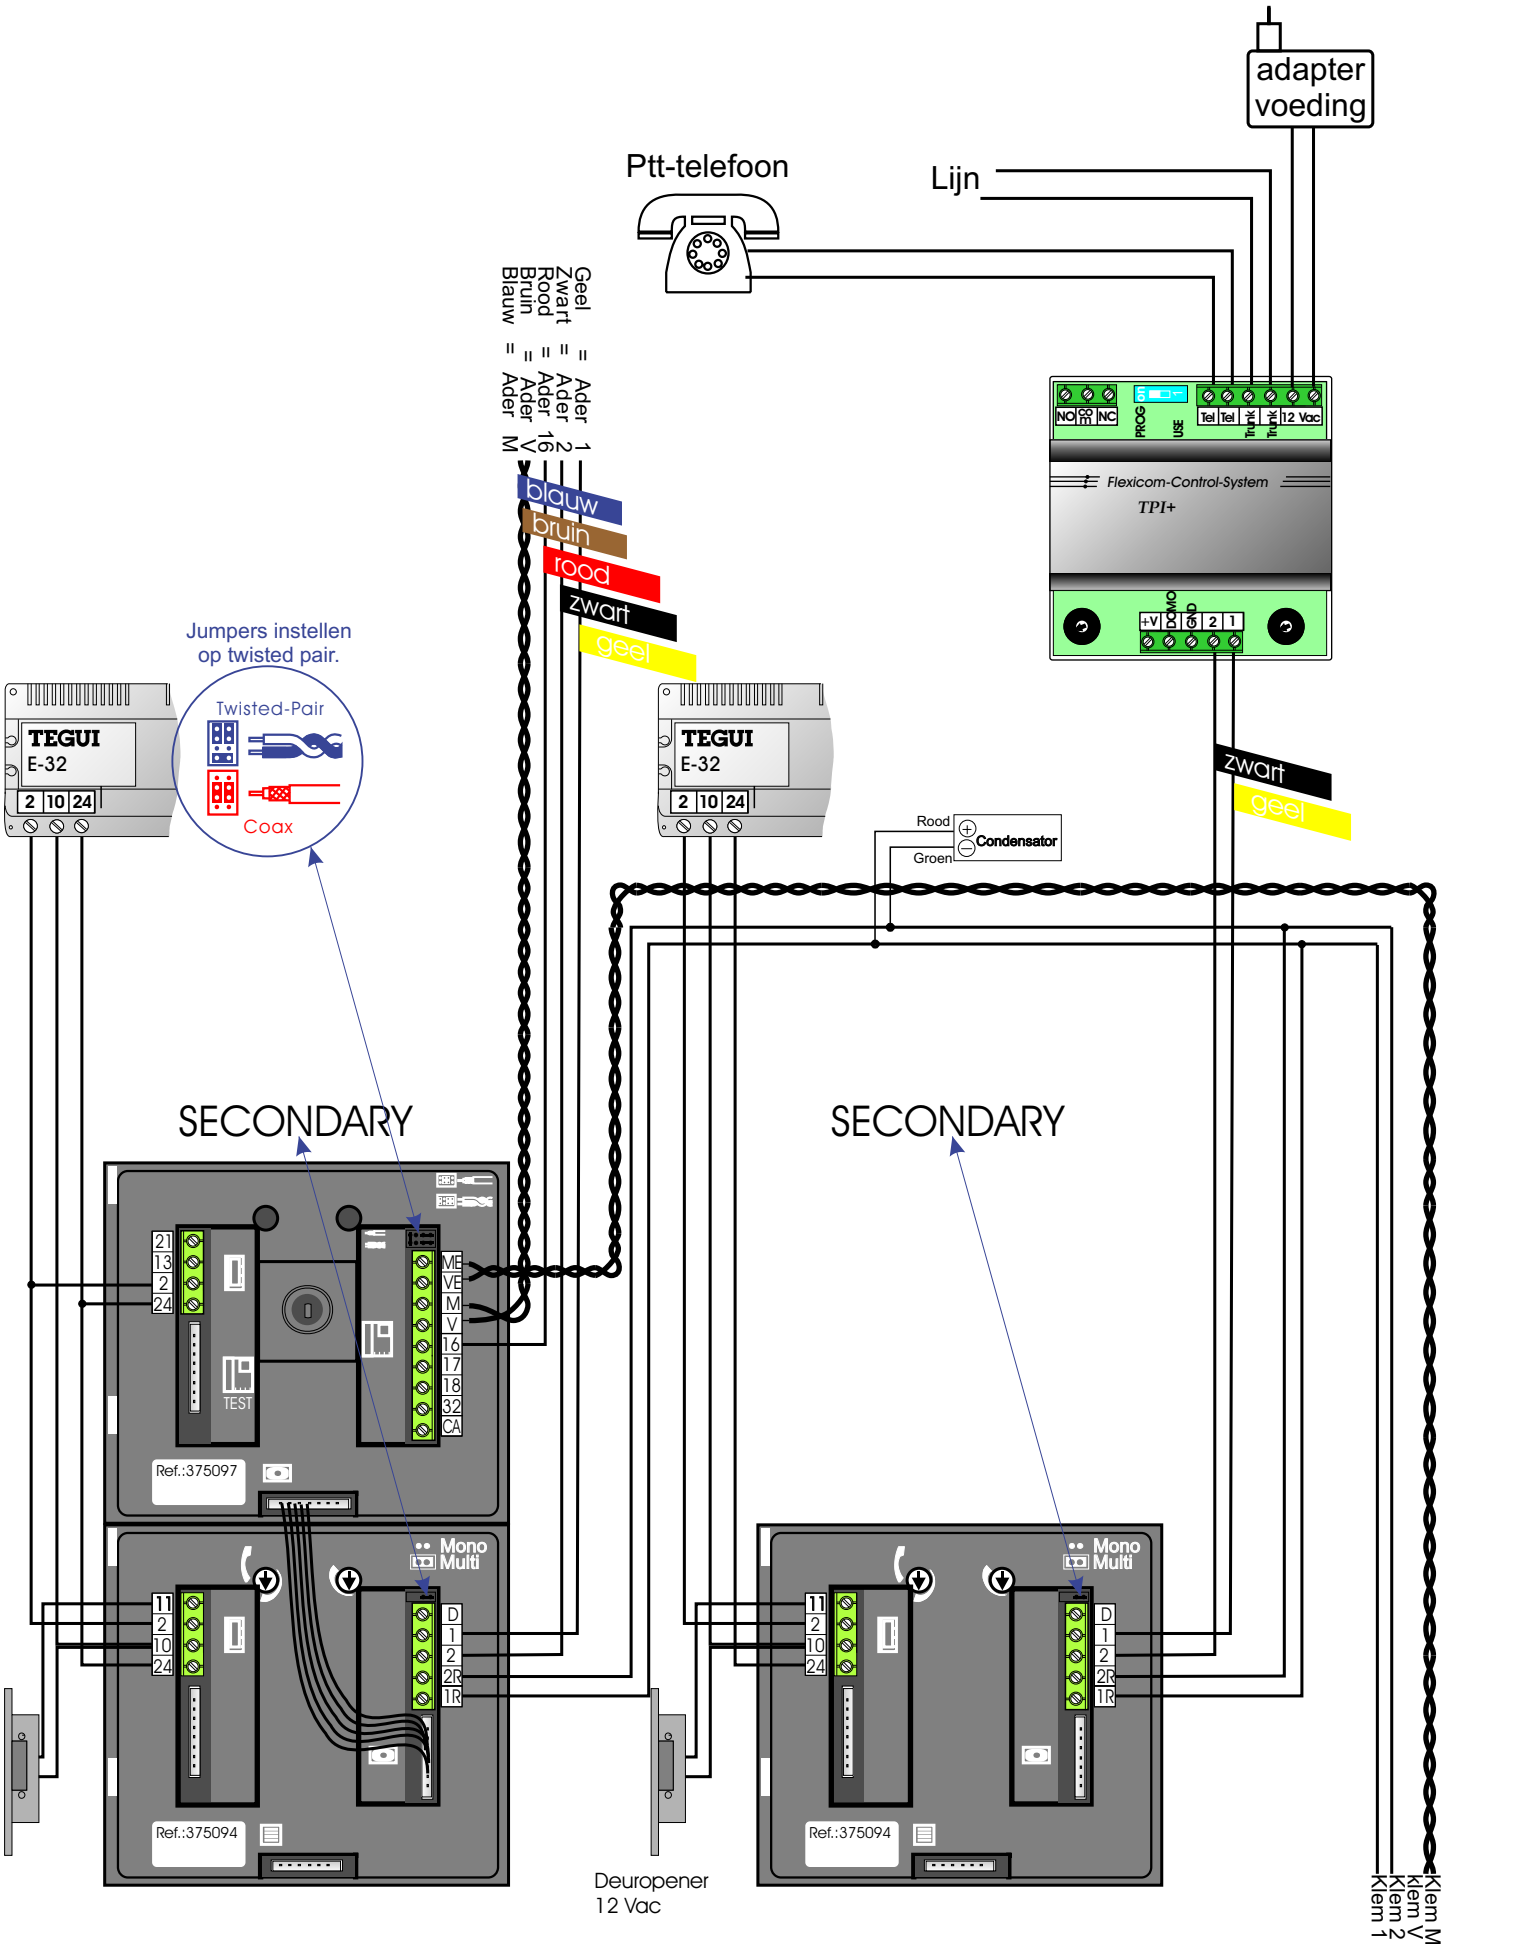 adapter
voeding
Ptt-telefoon
Lijn
Geel = Ader 1
Zwart = Ader 2
Rood = Ader 16
Bruin = Ader V
Blauw = Ader M
blauw
bruin
rood
zwart
geel
NO
CO
m
NC
PROG
on
1
USE
Tel
Tel
Trunk
Trunk
12 Vac
Flexicom-Control-System
TPI+
+V
DOMO
GND
2
1
zwart
geel
Jumpers instellen
op twisted pair.
Twisted-Pair
Coax
TEGUI
E-32
2 10 24
TEGUI
E-32
2 10 24
Rood
Groen
Condensator
SECONDARY
SECONDARY
21
13
2
24
TEST
ME
VE
M
V
16
17
18
32
CA
Ref.:375097
Mono
Multi
11
2
10
24
D
1
2
2R
1R
Ref.:375094
Mono
Multi
11
2
10
24
D
1
2
2R
1R
Ref.:375094
Deuropener
12 Vac
Klem M
klem V
Klem 2
Klem 1